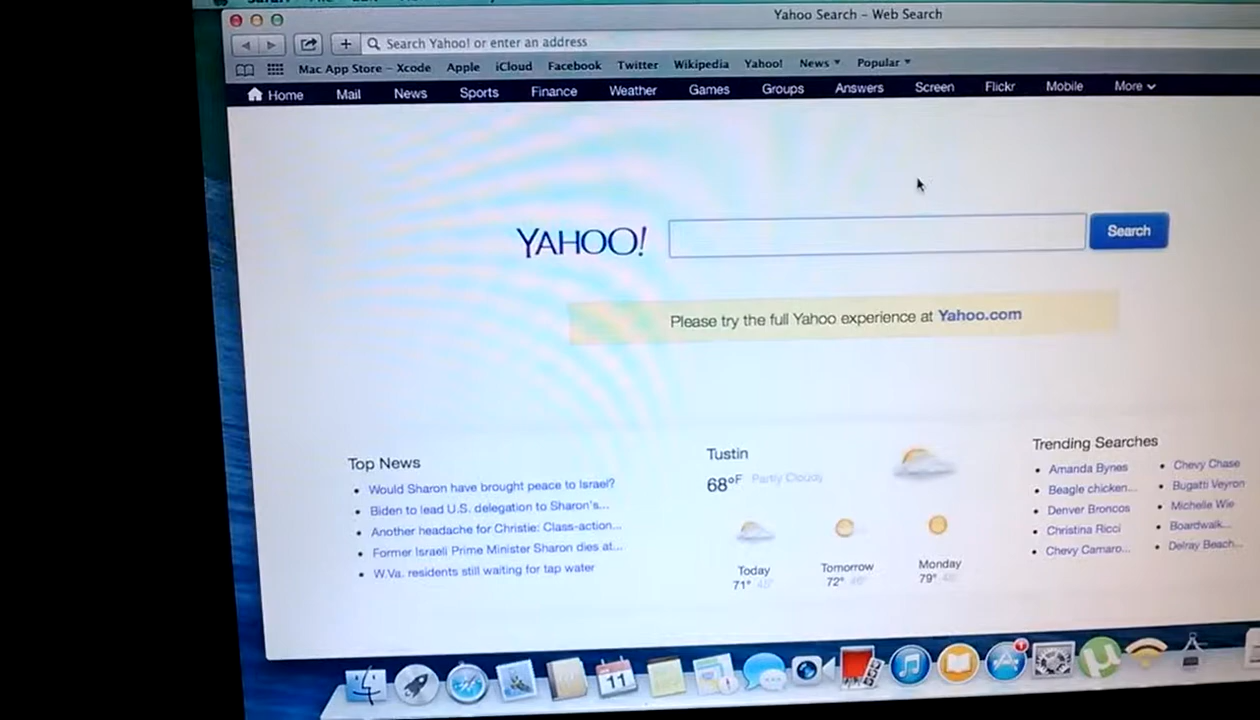 Yahoo Search – Web Search
Search Yahoo! or enter an address
Mac App Store – Xcode Apple iCloud Facebook Twitter Wikipedia Yahoo! News Popular
Home Mail News Sports Finance Weather Games Groups Answers Screen Flickr Mobile More
YAHOO! Search
Please try the full Yahoo experience at Yahoo.com
Top News
Would Sharon have brought peace to Israel?
Biden to lead U.S. delegation to Sharon's...
Another headache for Christie: Class-action...
Former Israeli Prime Minister Sharon dies at...
W.Va. residents still waiting for tap water
Tustin
68°F Partly Cloudy
Today Tomorrow Monday
71° 72° 79°
Trending Searches
Amanda Bynes
Beagle chicken...
Denver Broncos
Christina Ricci
Chevy Camaro...
Chevy Chase
Bugatti Veyron
Michelle Wie
Boardwalk...
Delray Beach...
11